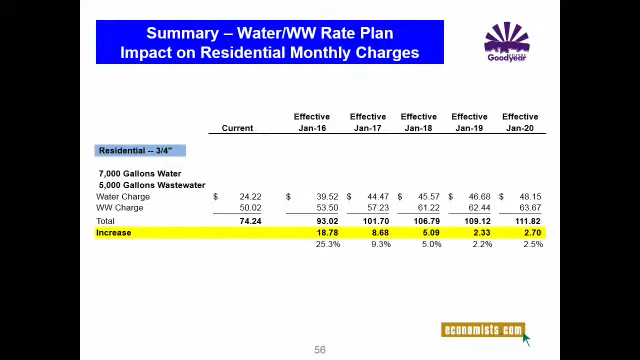 Summary – Water/WW Rate Plan
Impact on Residential Monthly Charges
Goodyear
Effective Effective Effective Effective Effective
Current Jan-16 Jan-17 Jan-18 Jan-19 Jan-20
Residential -- 3/4"
7,000 Gallons Water
5,000 Gallons Wastewater
Water Charge $ 24.22 $ 39.52 $ 44.47 $ 45.57 $ 46.68 $ 48.15
WW Charge 50.02 53.50 57.23 61.22 62.44 63.67
Total 74.24 93.02 101.70 106.79 109.12 111.82
Increase 18.78 8.68 5.09 2.33 2.70
25.3% 9.3% 5.0% 2.2% 2.5%
economists.com
56